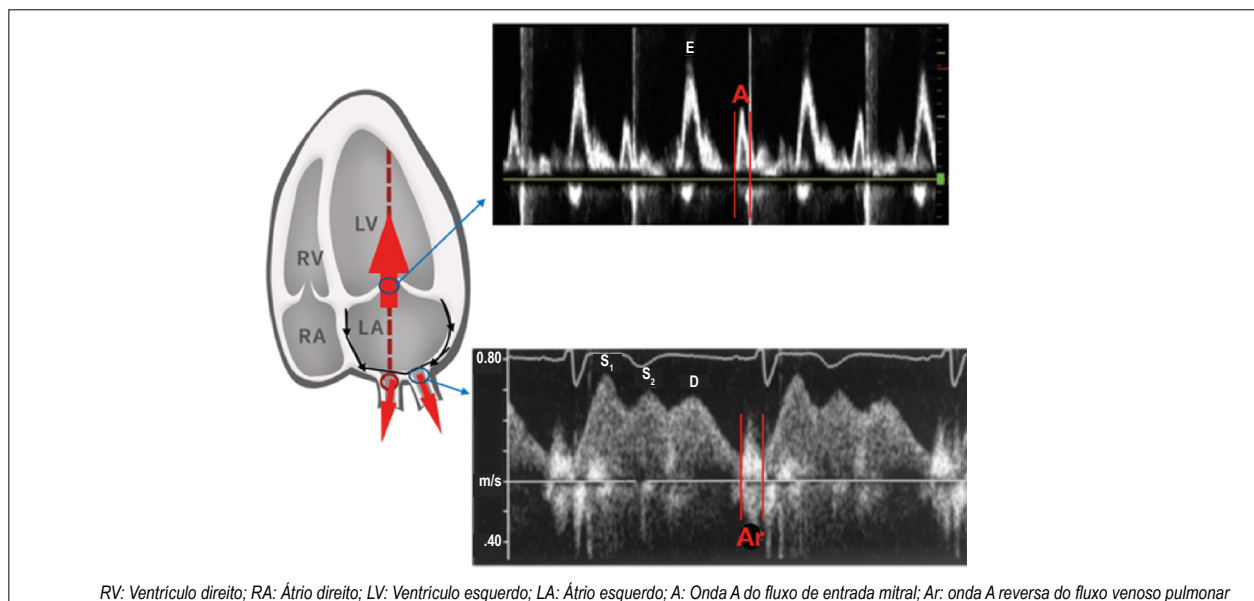 E
A
LV
RV
LA
RA
0.80
S1
S2
D
m/s
.40
Ar
RV: Ventrículo direito; RA: Átrio direito; LV: Ventrículo esquerdo; LA: Átrio esquerdo; A: Onda A do fluxo de entrada mitral; Ar: onda A reversa do fluxo venoso pulmonar